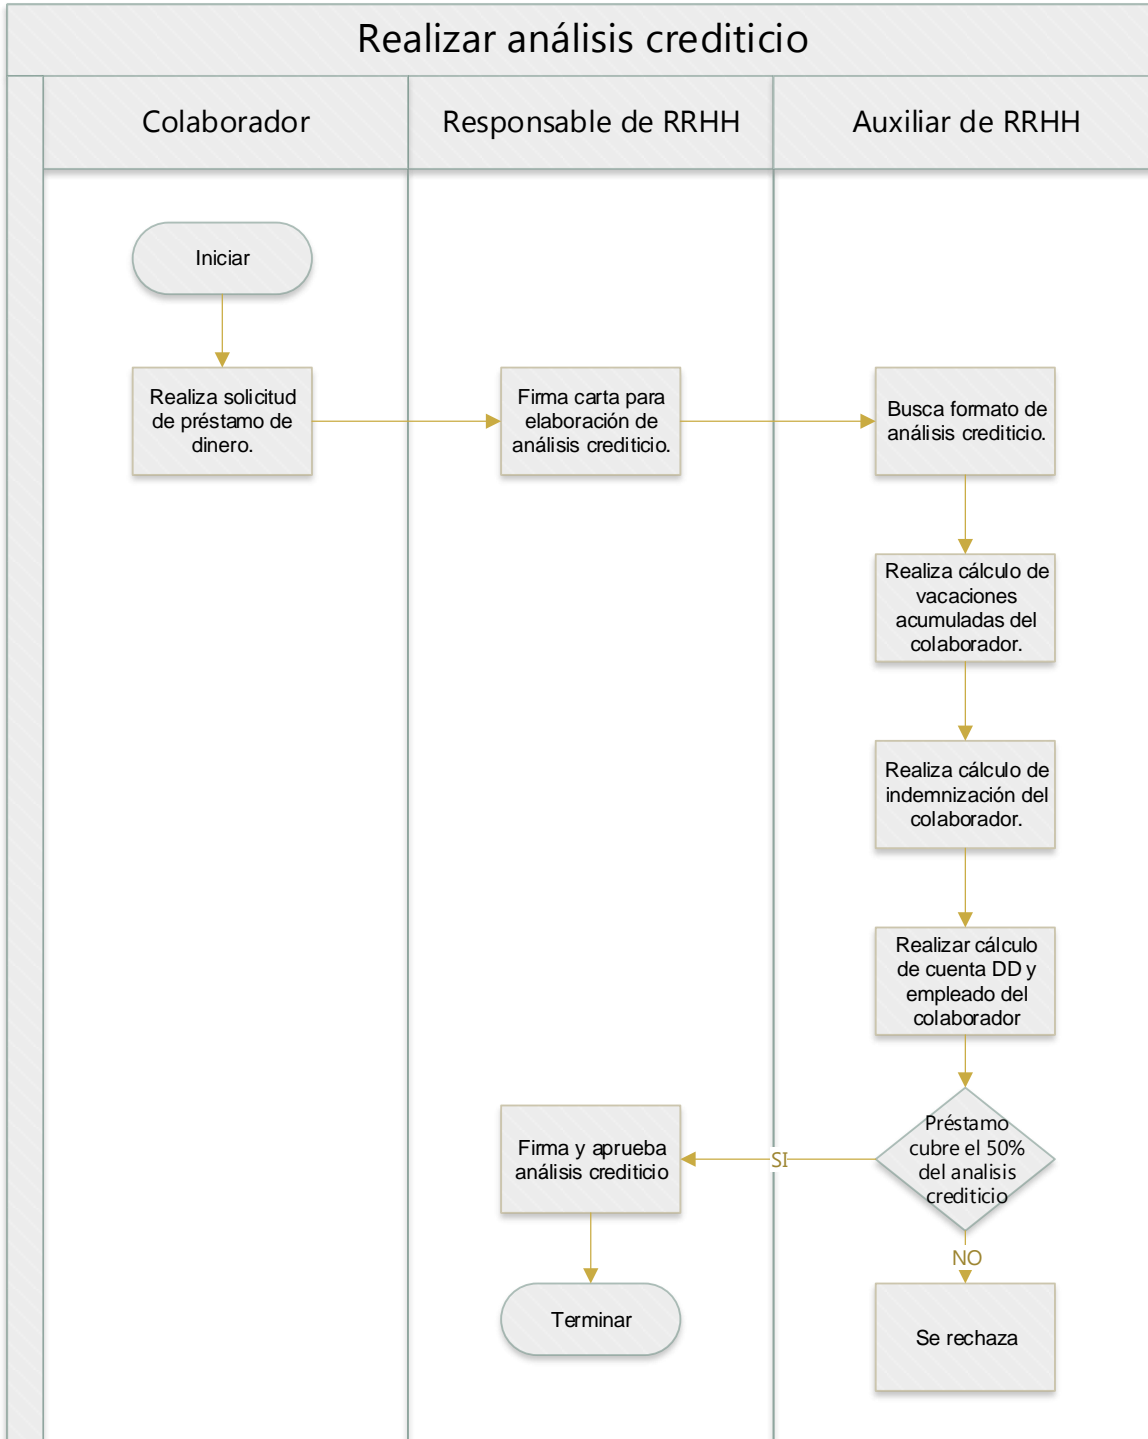 Realizar análisis crediticio
Colaborador
Responsable de RRHH
Auxiliar de RRHH
Iniciar
Realiza solicitud
de préstamo de
dinero.
Firma carta para
elaboración de
análisis crediticio.
Busca formato de
análisis crediticio.
Realiza cálculo de
vacaciones
acumuladas del
colaborador.
Realiza cálculo de
indemnización del
colaborador.
Realizar cálculo
de cuenta DD y
empleado del
colaborador
Préstamo
cubre el 50%
del analisis
crediticio
SI
Firma y aprueba
análisis crediticio
NO
Terminar
Se rechaza